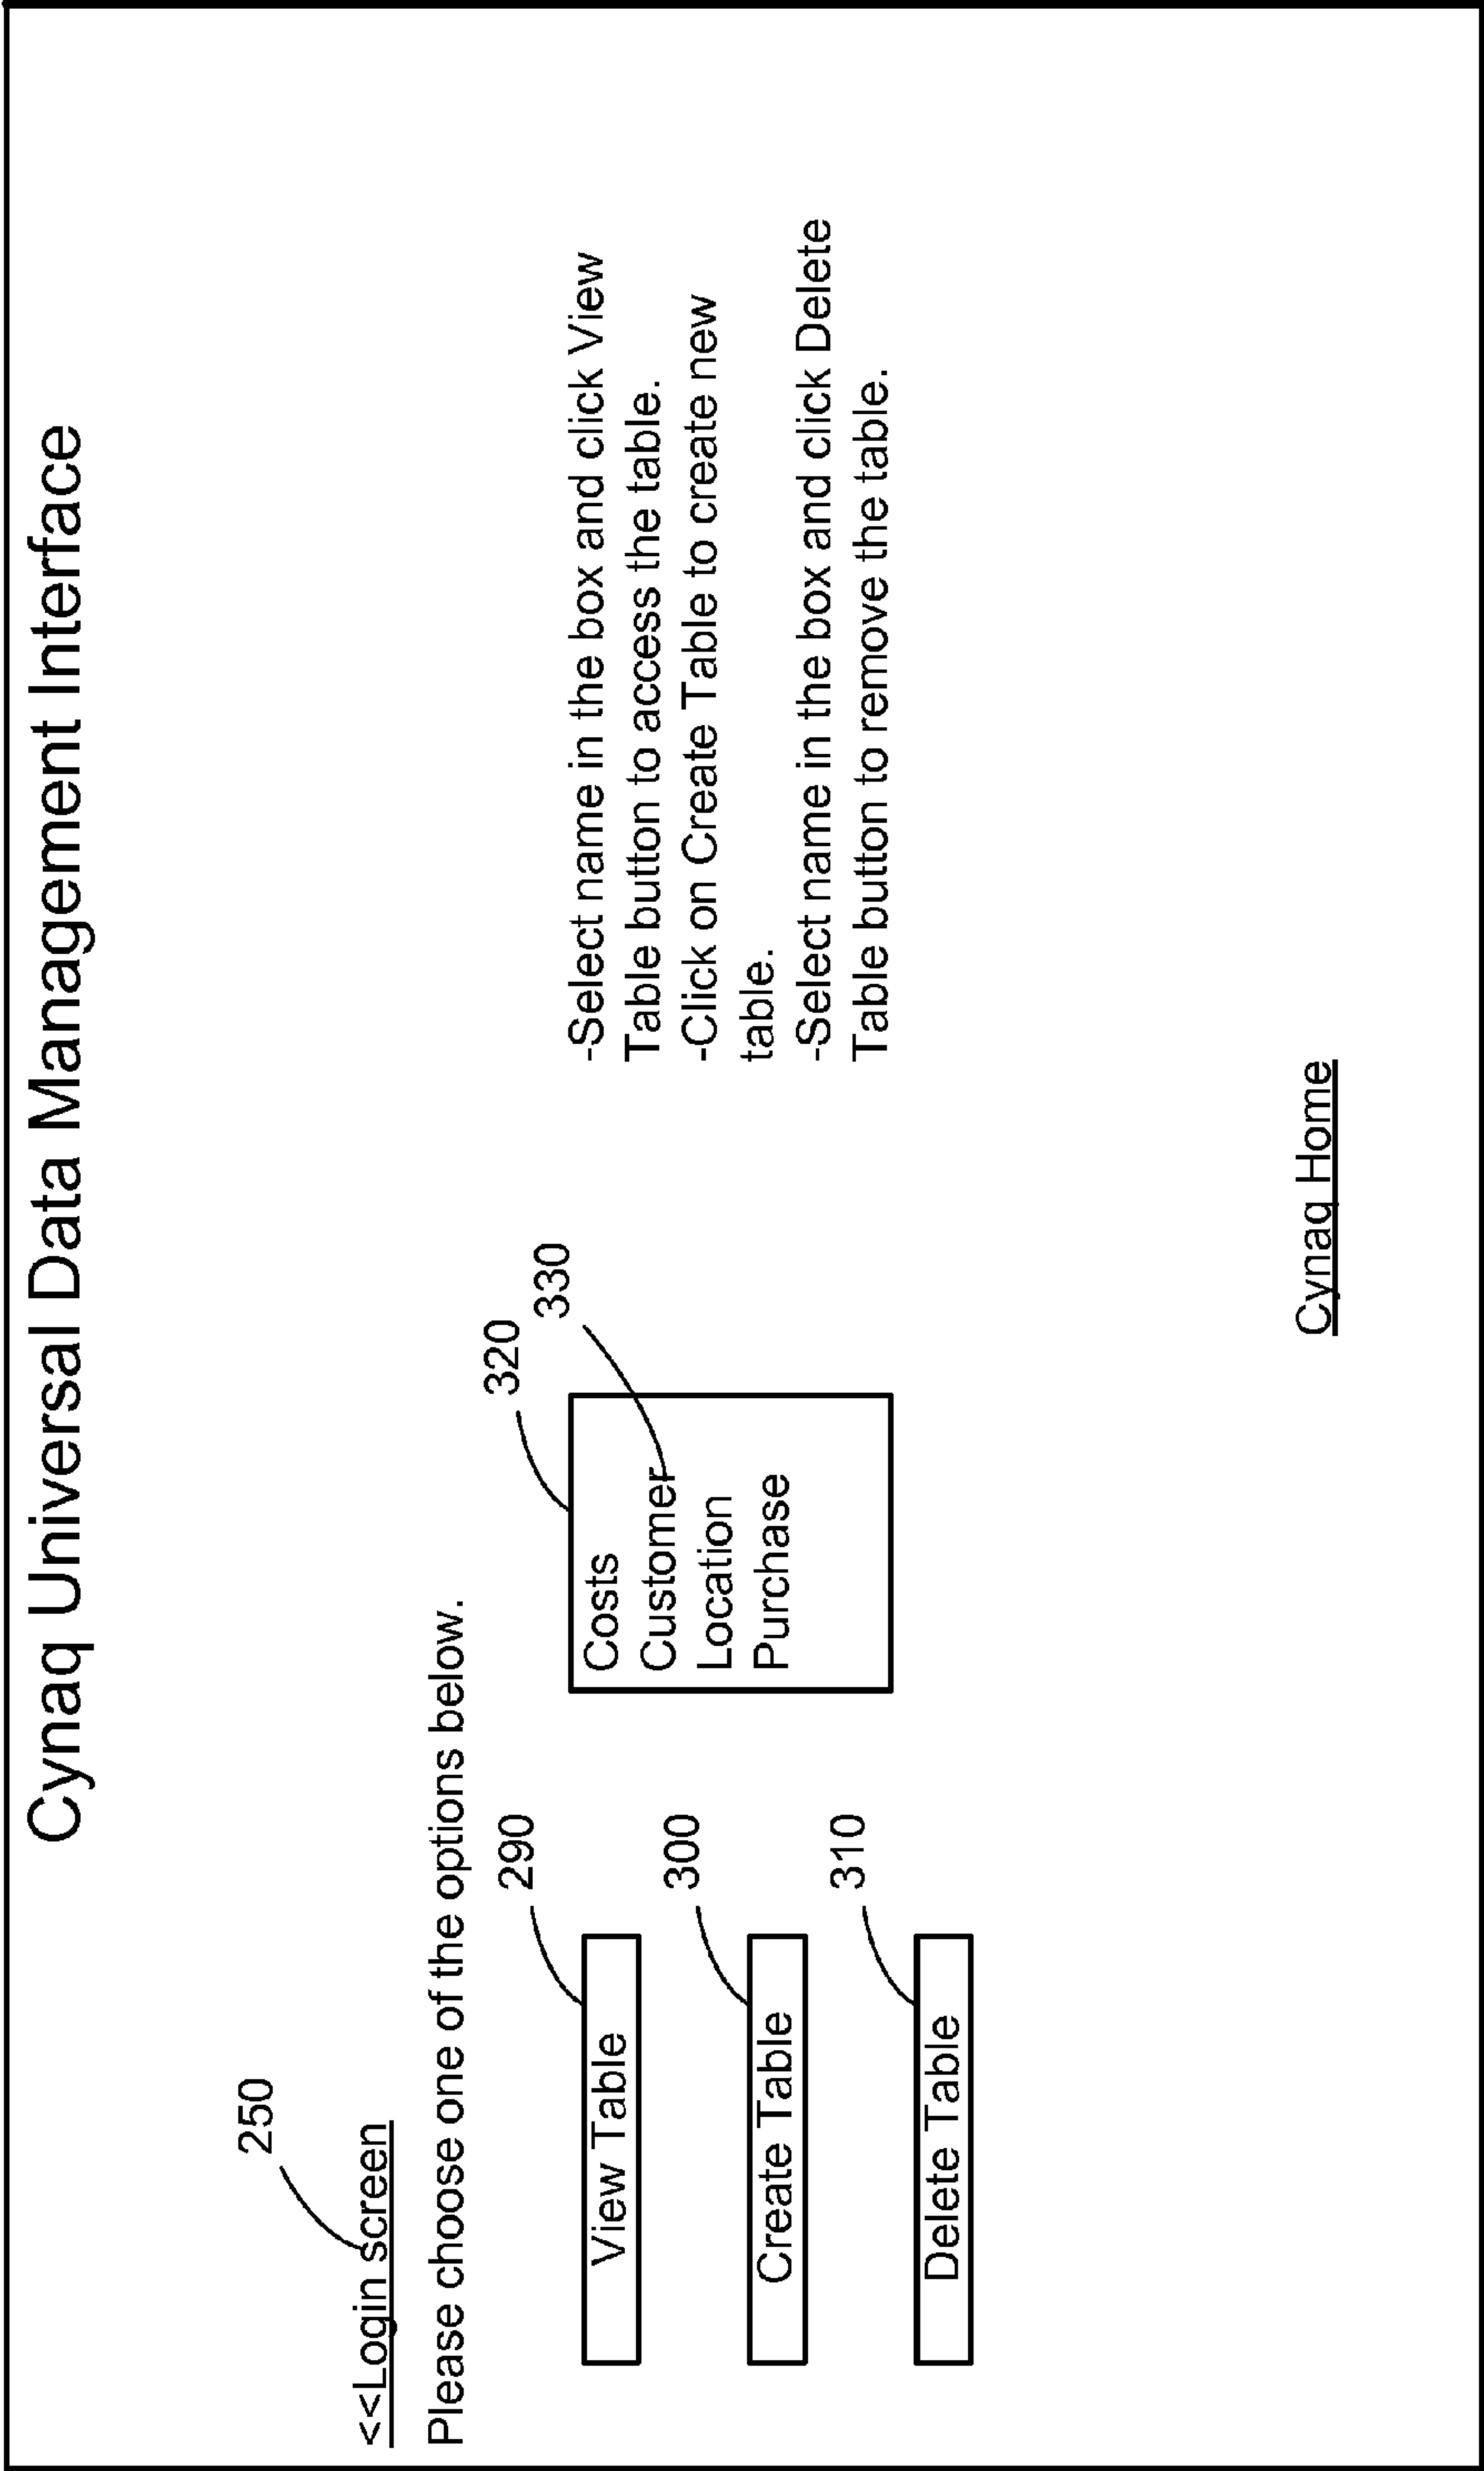 Cynaq Universal Data Management Interface
250
<<Login screen
Please choose one of the options below.
290
View Table
300
Create Table
310
Delete Table
320
330
Costs
Customer
Location
Purchase
-Select name in the box and click View
Table button to access the table.
-Click on Create Table to create new
table.
-Select name in the box and click Delete
Table button to remove the table.
Cynaq Home